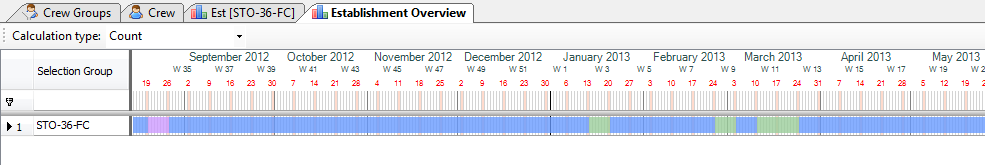 Crew Groups Crew Est [STO-36-FC] Establishment Overview
Calculation type: Count
September 2012 October 2012 November 2012 December 2012 January 2013 February 2013 March 2013 April 2013 May 2013
Selection Group W 35 W 37 W 39 W 41 W 43 W 45 W 47 W 49 W 51 W 1 W 3 W 5 W 7 W 9 W 11 W 13 W 15 W 17 W 19
19 26 2 9 16 23 30 7 14 21 28 4 11 18 25 2 9 16 23 30 6 13 20 27 3 10 17 24 3 10 17 24 31 7 14 21 28 5 12 19
1 STO-36-FC